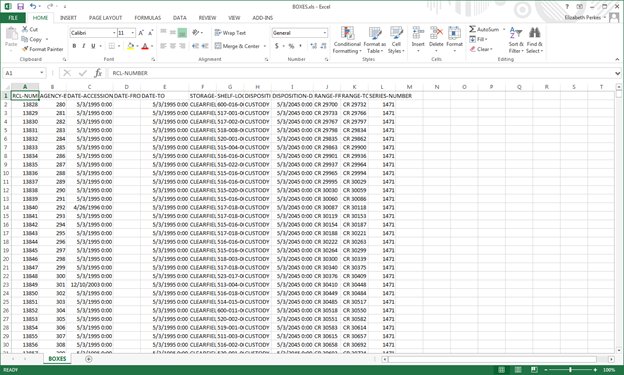 BOXES.xls - Excel
Elizabeth Perkes
FILE HOME INSERT PAGE LAYOUT FORMULAS DATA REVIEW VIEW ADD-INS
Cut
Copy
Format Painter
Clipboard
Calibri 11
B I U
Font
Wrap Text
Merge & Center
Alignment
General
$ % ,
Number
Conditional Formatting
Format as Table
Cell Styles
Styles
Insert Delete Format
Cells
AutoSum
Fill
Clear
Sort & Filter
Find & Select
Editing
A1 fx RCL-NUMBER
A B C D E F G H I J K L M N O P Q R S T
1 RCL-NUM AGENCY-E DATE-ACCESSION DATE-FRO DATE-TO STORAGE- SHELF-LOC DISPOSITI DISPOSITION-D RANGE-FR RANGE-TO SERIES-NUMBER
2 13828 280 5/3/1995 0:00 5/3/1995 0:00 CLEARFIEL 600-016-0 CUSTODY 5/3/2045 0:00 CR 29700 CR 29732 1471
3 13829 281 5/3/1995 0:00 5/3/1995 0:00 CLEARFIEL 517-001-0 CUSTODY 5/3/2045 0:00 CR 29733 CR 29766 1471
4 13830 282 5/3/1995 0:00 5/3/1995 0:00 CLEARFIEL 516-002-0 CUSTODY 5/3/2045 0:00 CR 29767 CR 29797 1471
5 13831 283 5/3/1995 0:00 5/3/1995 0:00 CLEARFIEL 518-008-0 CUSTODY 5/3/2045 0:00 CR 29798 CR 29834 1471
6 13832 284 5/3/1995 0:00 5/3/1995 0:00 CLEARFIEL 520-001-0 CUSTODY 5/3/2045 0:00 CR 29835 CR 29862 1471
7 13833 285 5/3/1995 0:00 5/3/1995 0:00 CLEARFIEL 515-004-0 CUSTODY 5/3/2045 0:00 CR 29863 CR 29900 1471
8 13834 286 5/3/1995 0:00 5/3/1995 0:00 CLEARFIEL 516-016-0 CUSTODY 5/3/2045 0:00 CR 29901 CR 29936 1471
9 13835 287 5/3/1995 0:00 5/3/1995 0:00 CLEARFIEL 515-022-0 CUSTODY 5/3/2045 0:00 CR 29937 CR 29964 1471
10 13836 288 5/3/1995 0:00 5/3/1995 0:00 CLEARFIEL 515-007-0 CUSTODY 5/3/2045 0:00 CR 29965 CR 29994 1471
11 13837 289 5/3/1995 0:00 5/3/1995 0:00 CLEARFIEL 516-009-0 CUSTODY 5/3/2045 0:00 CR 29995 CR 30029 1471
12 13838 290 5/3/1995 0:00 5/3/1995 0:00 CLEARFIEL 515-020-0 CUSTODY 5/3/2045 0:00 CR 30030 CR 30059 1471
13 13839 291 5/3/1995 0:00 5/3/1995 0:00 CLEARFIEL 516-015-0 CUSTODY 5/3/2045 0:00 CR 30060 CR 30086 1471
14 13840 292 4/26/1996 0:00 5/3/1995 0:00 CLEARFIEL 517-018-0 CUSTODY 5/3/2045 0:00 CR 30087 CR 30118 1471
15 13841 293 5/3/1995 0:00 5/3/1995 0:00 CLEARFIEL 517-018-0 CUSTODY 5/3/2045 0:00 CR 30119 CR 30153 1471
16 13842 294 5/3/1995 0:00 5/3/1995 0:00 CLEARFIEL 516-015-0 CUSTODY 5/3/2045 0:00 CR 30154 CR 30187 1471
17 13843 295 5/3/1995 0:00 5/3/1995 0:00 CLEARFIEL 517-018-0 CUSTODY 5/3/2045 0:00 CR 30188 CR 30221 1471
18 13844 296 5/3/1995 0:00 5/3/1995 0:00 CLEARFIEL 516-015-0 CUSTODY 5/3/2045 0:00 CR 30222 CR 30263 1471
19 13845 297 5/3/1995 0:00 5/3/1995 0:00 CLEARFIEL 516-015-0 CUSTODY 5/3/2045 0:00 CR 30264 CR 30299 1471
20 13846 298 5/3/1995 0:00 5/3/1995 0:00 CLEARFIEL 518-003-0 CUSTODY 5/3/2045 0:00 CR 30300 CR 30339 1471
21 13847 299 5/3/1995 0:00 5/3/1995 0:00 CLEARFIEL 517-018-0 CUSTODY 5/3/2045 0:00 CR 30340 CR 30375 1471
22 13848 300 5/3/1995 0:00 5/3/1995 0:00 CLEARFIEL 523-017-0 CUSTODY 5/3/2045 0:00 CR 30376 CR 30409 1471
23 13849 301 12/10/2003 0:00 5/3/1995 0:00 CLEARFIEL 513-004-0 CUSTODY 5/3/2045 0:00 CR 30410 CR 30448 1471
24 13850 302 5/3/1995 0:00 5/3/1995 0:00 CLEARFIEL 516-018-0 CUSTODY 5/3/2045 0:00 CR 30449 CR 30484 1471
25 13851 303 5/3/1995 0:00 5/3/1995 0:00 CLEARFIEL 514-015-0 CUSTODY 5/3/2045 0:00 CR 30485 CR 30517 1471
26 13852 304 5/3/1995 0:00 5/3/1995 0:00 CLEARFIEL 600-011-0 CUSTODY 5/3/2045 0:00 CR 30518 CR 30550 1471
27 13853 305 5/3/1995 0:00 5/3/1995 0:00 CLEARFIEL 520-002-0 CUSTODY 5/3/2045 0:00 CR 30551 CR 30582 1471
28 13854 306 5/3/1995 0:00 5/3/1995 0:00 CLEARFIEL 519-001-0 CUSTODY 5/3/2045 0:00 CR 30583 CR 30614 1471
29 13855 307 5/3/1995 0:00 5/3/1995 0:00 CLEARFIEL 511-003-0 CUSTODY 5/3/2045 0:00 CR 30615 CR 30657 1471
30 13856 308 5/3/1995 0:00 5/3/1995 0:00 CLEARFIEL 516-002-0 CUSTODY 5/3/2045 0:00 CR 30658 CR 30692 1471
BOXES
READY 100%